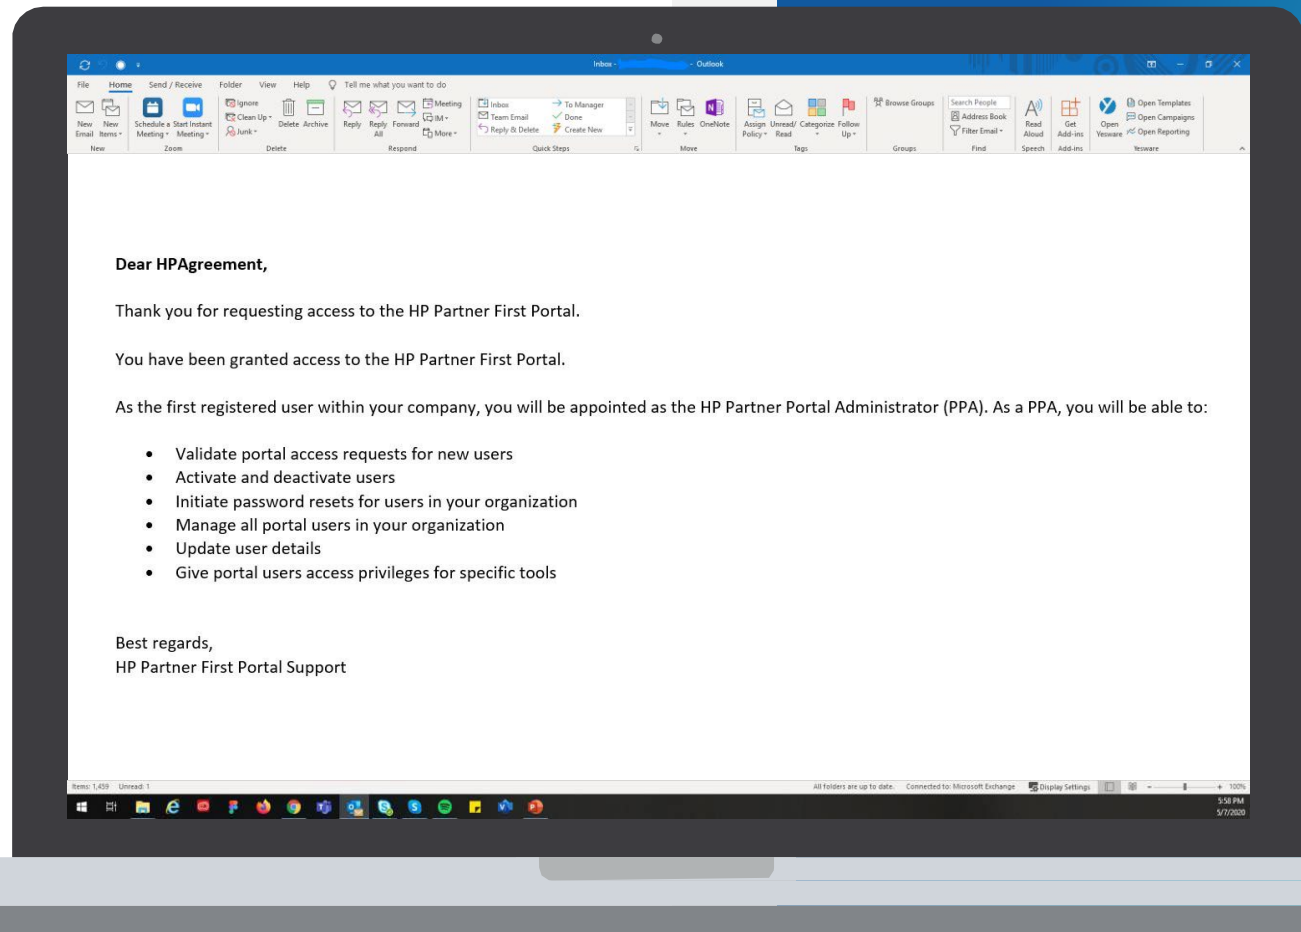 Inbox - - Outlook
File Home Send / Receive Folder View Help Tell me what you want to do
New Email
New Items
Schedule a Meeting
Start Instant Meeting
Ignore
Clean Up
Junk
Delete
Archive
Reply
Reply All
Forward
Meeting
IM
More
Inbox
Team Email
Reply & Delete
To Manager
Done
Create New
Move
Rules
OneNote
Assign Policy
Unread/ Read
Categorize
Follow Up
Browse Groups
Search People
Address Book
Filter Email
Read Aloud
Get Add-ins
Open Yesware
Open Templates
Open Campaigns
Open Reporting
New Zoom Delete Respond Quick Steps Move Tags Groups Find Speech Add-ins Yesware
Dear HPAgreement,
Thank you for requesting access to the HP Partner First Portal.
You have been granted access to the HP Partner First Portal.
As the first registered user within your company, you will be appointed as the HP Partner Portal Administrator (PPA). As a PPA, you will be able to:
• Validate portal access requests for new users
• Activate and deactivate users
• Initiate password resets for users in your organization
• Manage all portal users in your organization
• Update user details
• Give portal users access privileges for specific tools
Best regards,
HP Partner First Portal Support
Items: 1,459 Unread: 1 All folders are up to date. Connected to: Microsoft Exchange Display Settings 100%
5:58 PM
5/7/2020